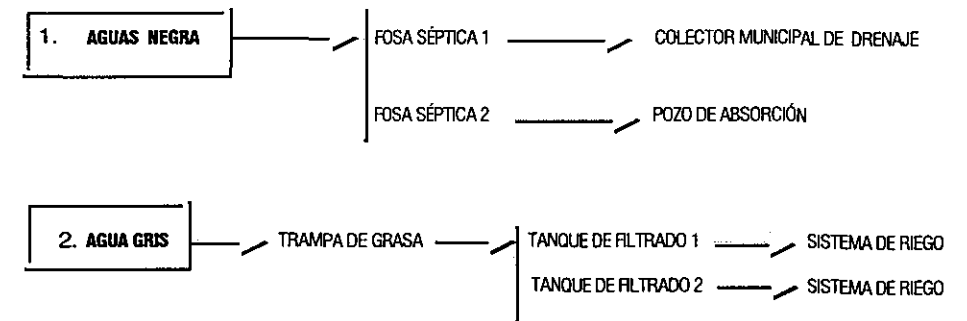 1. AGUAS NEGRA FOSA SÉPTICA 1 COLECTOR MUNICIPAL DE DRENAJE
FOSA SÉPTICA 2 POZO DE ABSORCIÓN
2. AGUA GRIS TRAMPA DE GRASA TANQUE DE FILTRADO 1 SISTEMA DE RIEGO
TANQUE DE FILTRADO 2 SISTEMA DE RIEGO